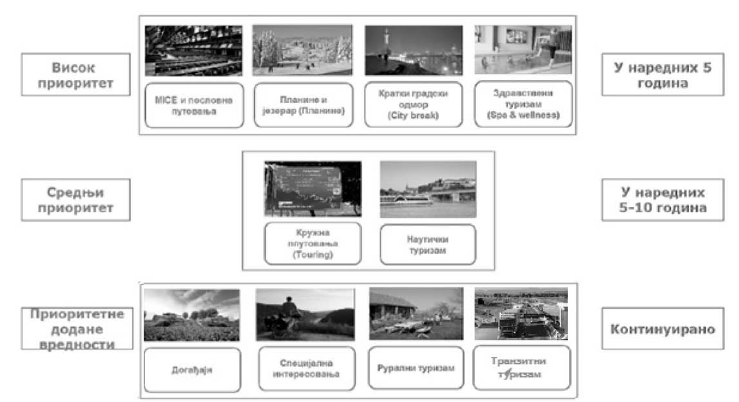 Висок
приоритет
MICE и пословна
путовања
Планине и
језерар (Планине)
Кратки градски
одмор
(City break)
Здравствени
туризам
(Spa & wellness)
У наредних 5
година
Средњи
приоритет
Кружна
ппутовања
(Touring)
Наутички
туризам
У наредних
5-10 година
Приоритетне
додане
вредности
Догађаји
Специјална
интересовања
Рурални туризам
Транзитни
туризам
Континуирано